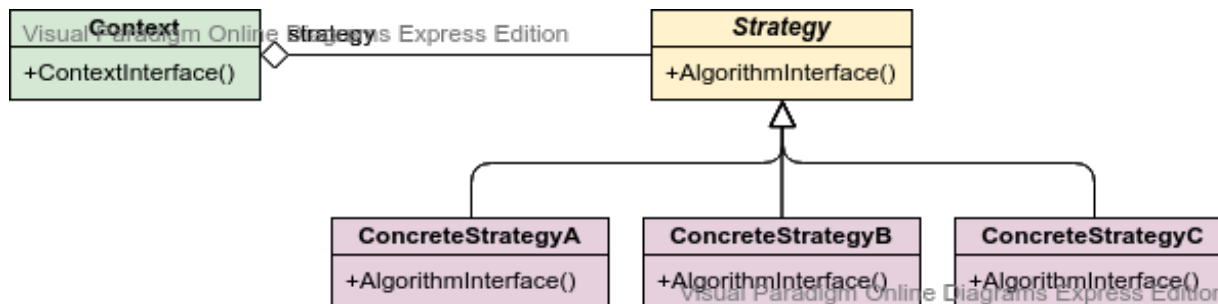 Context
Visual Paradigm Online Diagrams Express Edition
strategy
Strategy
+ContextInterface()
+AlgorithmInterface()
ConcreteStrategyA
ConcreteStrategyB
ConcreteStrategyC
+AlgorithmInterface()
+AlgorithmInterface()
+AlgorithmInterface()
Visual Paradigm Online Diagrams Express Edition